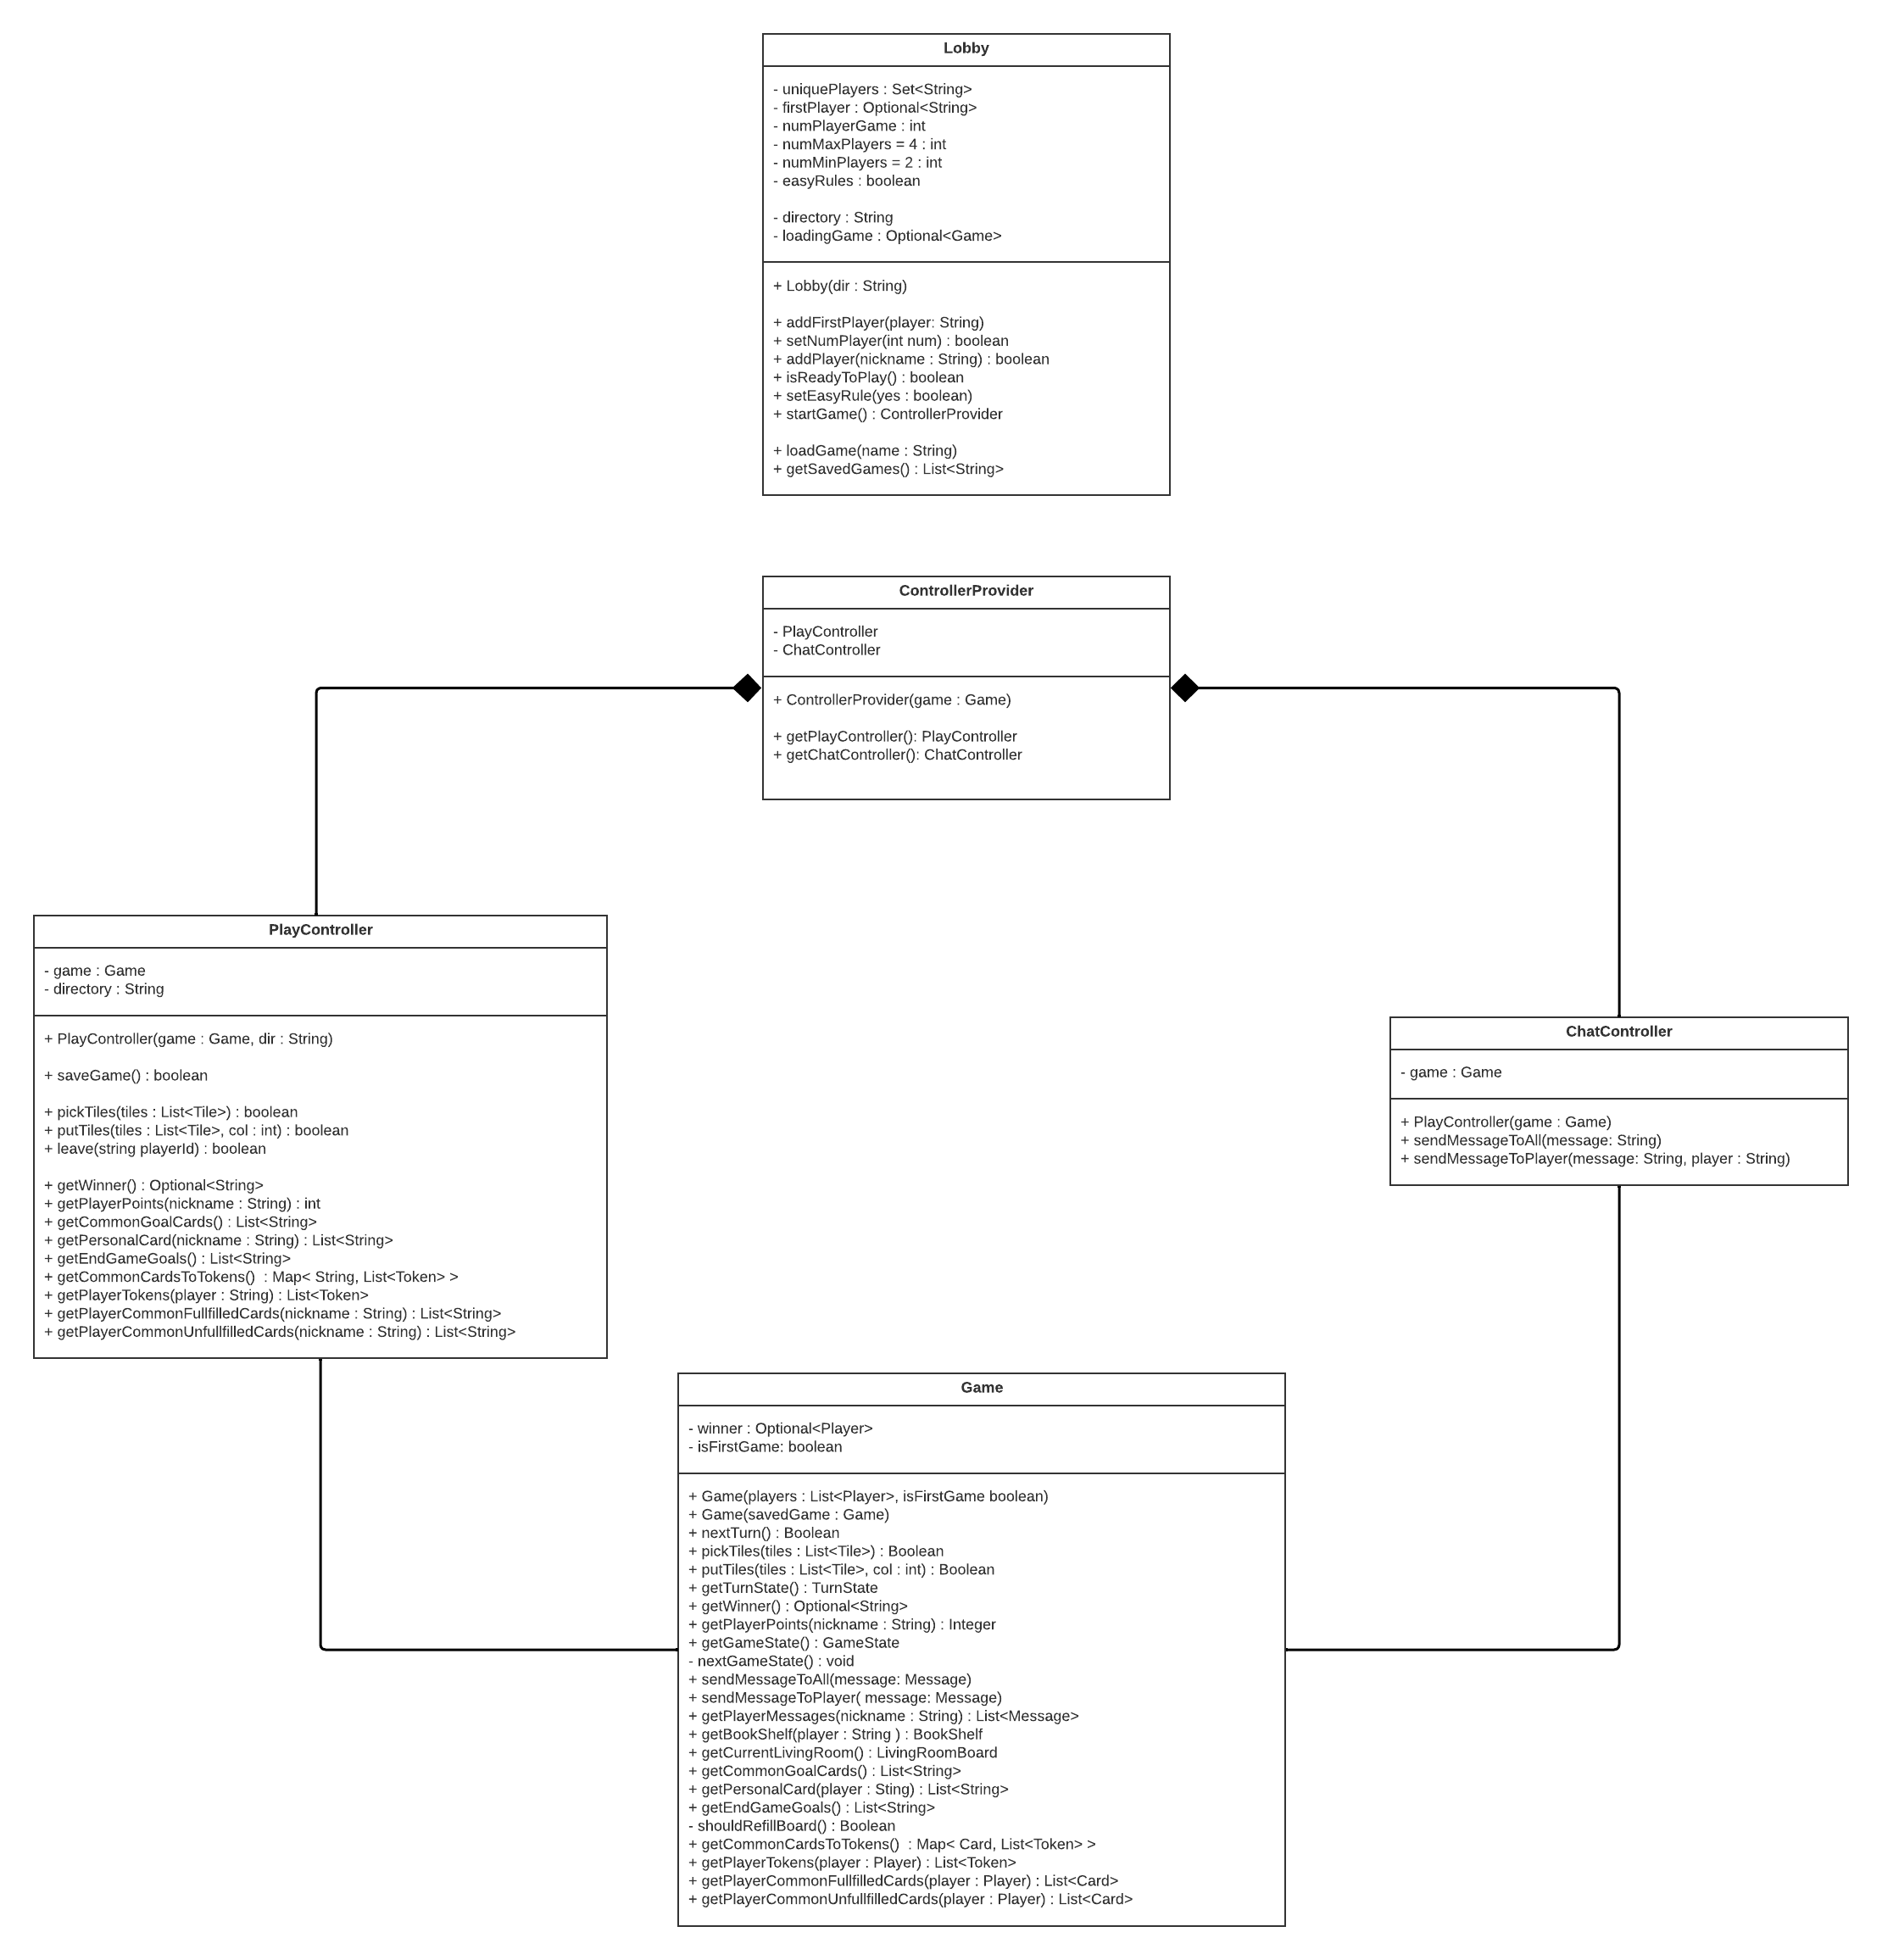 Lobby
- uniquePlayers : Set<String>
- firstPlayer : Optional<String>
- numPlayerGame : int
- numMaxPlayers = 4 : int
- numMinPlayers = 2 : int
- easyRules : boolean
- directory : String
- loadingGame : Optional<Game>
+ Lobby(dir : String)
+ addFirstPlayer(player: String)
+ setNumPlayer(int num) : boolean
+ addPlayer(nickname : String) : boolean
+ isReadyToPlay() : boolean
+ setEasyRule(yes : boolean)
+ startGame() : ControllerProvider
+ loadGame(name : String)
+ getSavedGames() : List<String>
ControllerProvider
- PlayController
- ChatController
+ ControllerProvider(game : Game)
+ getPlayController(): PlayController
+ getChatController(): ChatController
PlayController
- game : Game
- directory : String
+ PlayController(game : Game, dir : String)
+ saveGame() : boolean
+ pickTiles(tiles : List<Tile>) : boolean
+ putTiles(tiles : List<Tile>, col : int) : boolean
+ leave(string playerId) : boolean
+ getWinner() : Optional<String>
+ getPlayerPoints(nickname : String) : int
+ getCommonGoalCards() : List<String>
+ getPersonalCard(nickname : String) : List<String>
+ getEndGameGoals() : List<String>
+ getCommonCardsToTokens()  : Map< String, List<Token> >
+ getPlayerTokens(player : String) : List<Token>
+ getPlayerCommonFullfilledCards(nickname : String) : List<String>
+ getPlayerCommonUnfullfilledCards(nickname : String) : List<String>
ChatController
- game : Game
+ PlayController(game : Game)
+ sendMessageToAll(message: String)
+ sendMessageToPlayer(message: String, player : String)
Game
- winner : Optional<Player>
- isFirstGame: boolean
+ Game(players : List<Player>, isFirstGame boolean)
+ Game(savedGame : Game)
+ nextTurn() : Boolean
+ pickTiles(tiles : List<Tile>) : Boolean
+ putTiles(tiles : List<Tile>, col : int) : Boolean
+ getTurnState() : TurnState
+ getWinner() : Optional<String>
+ getPlayerPoints(nickname : String) : Integer
+ getGameState() : GameState
- nextGameState() : void
+ sendMessageToAll(message: Message)
+ sendMessageToPlayer( message: Message)
+ getPlayerMessages(nickname : String) : List<Message>
+ getBookShelf(player : String ) : BookShelf
+ getCurrentLivingRoom() : LivingRoomBoard
+ getCommonGoalCards() : List<String>
+ getPersonalCard(player : Sting) : List<String>
+ getEndGameGoals() : List<String>
- shouldRefillBoard() : Boolean
+ getCommonCardsToTokens()  : Map< Card, List<Token> >
+ getPlayerTokens(player : Player) : List<Token>
+ getPlayerCommonFullfilledCards(player : Player) : List<Card>
+ getPlayerCommonUnfullfilledCards(player : Player) : List<Card>